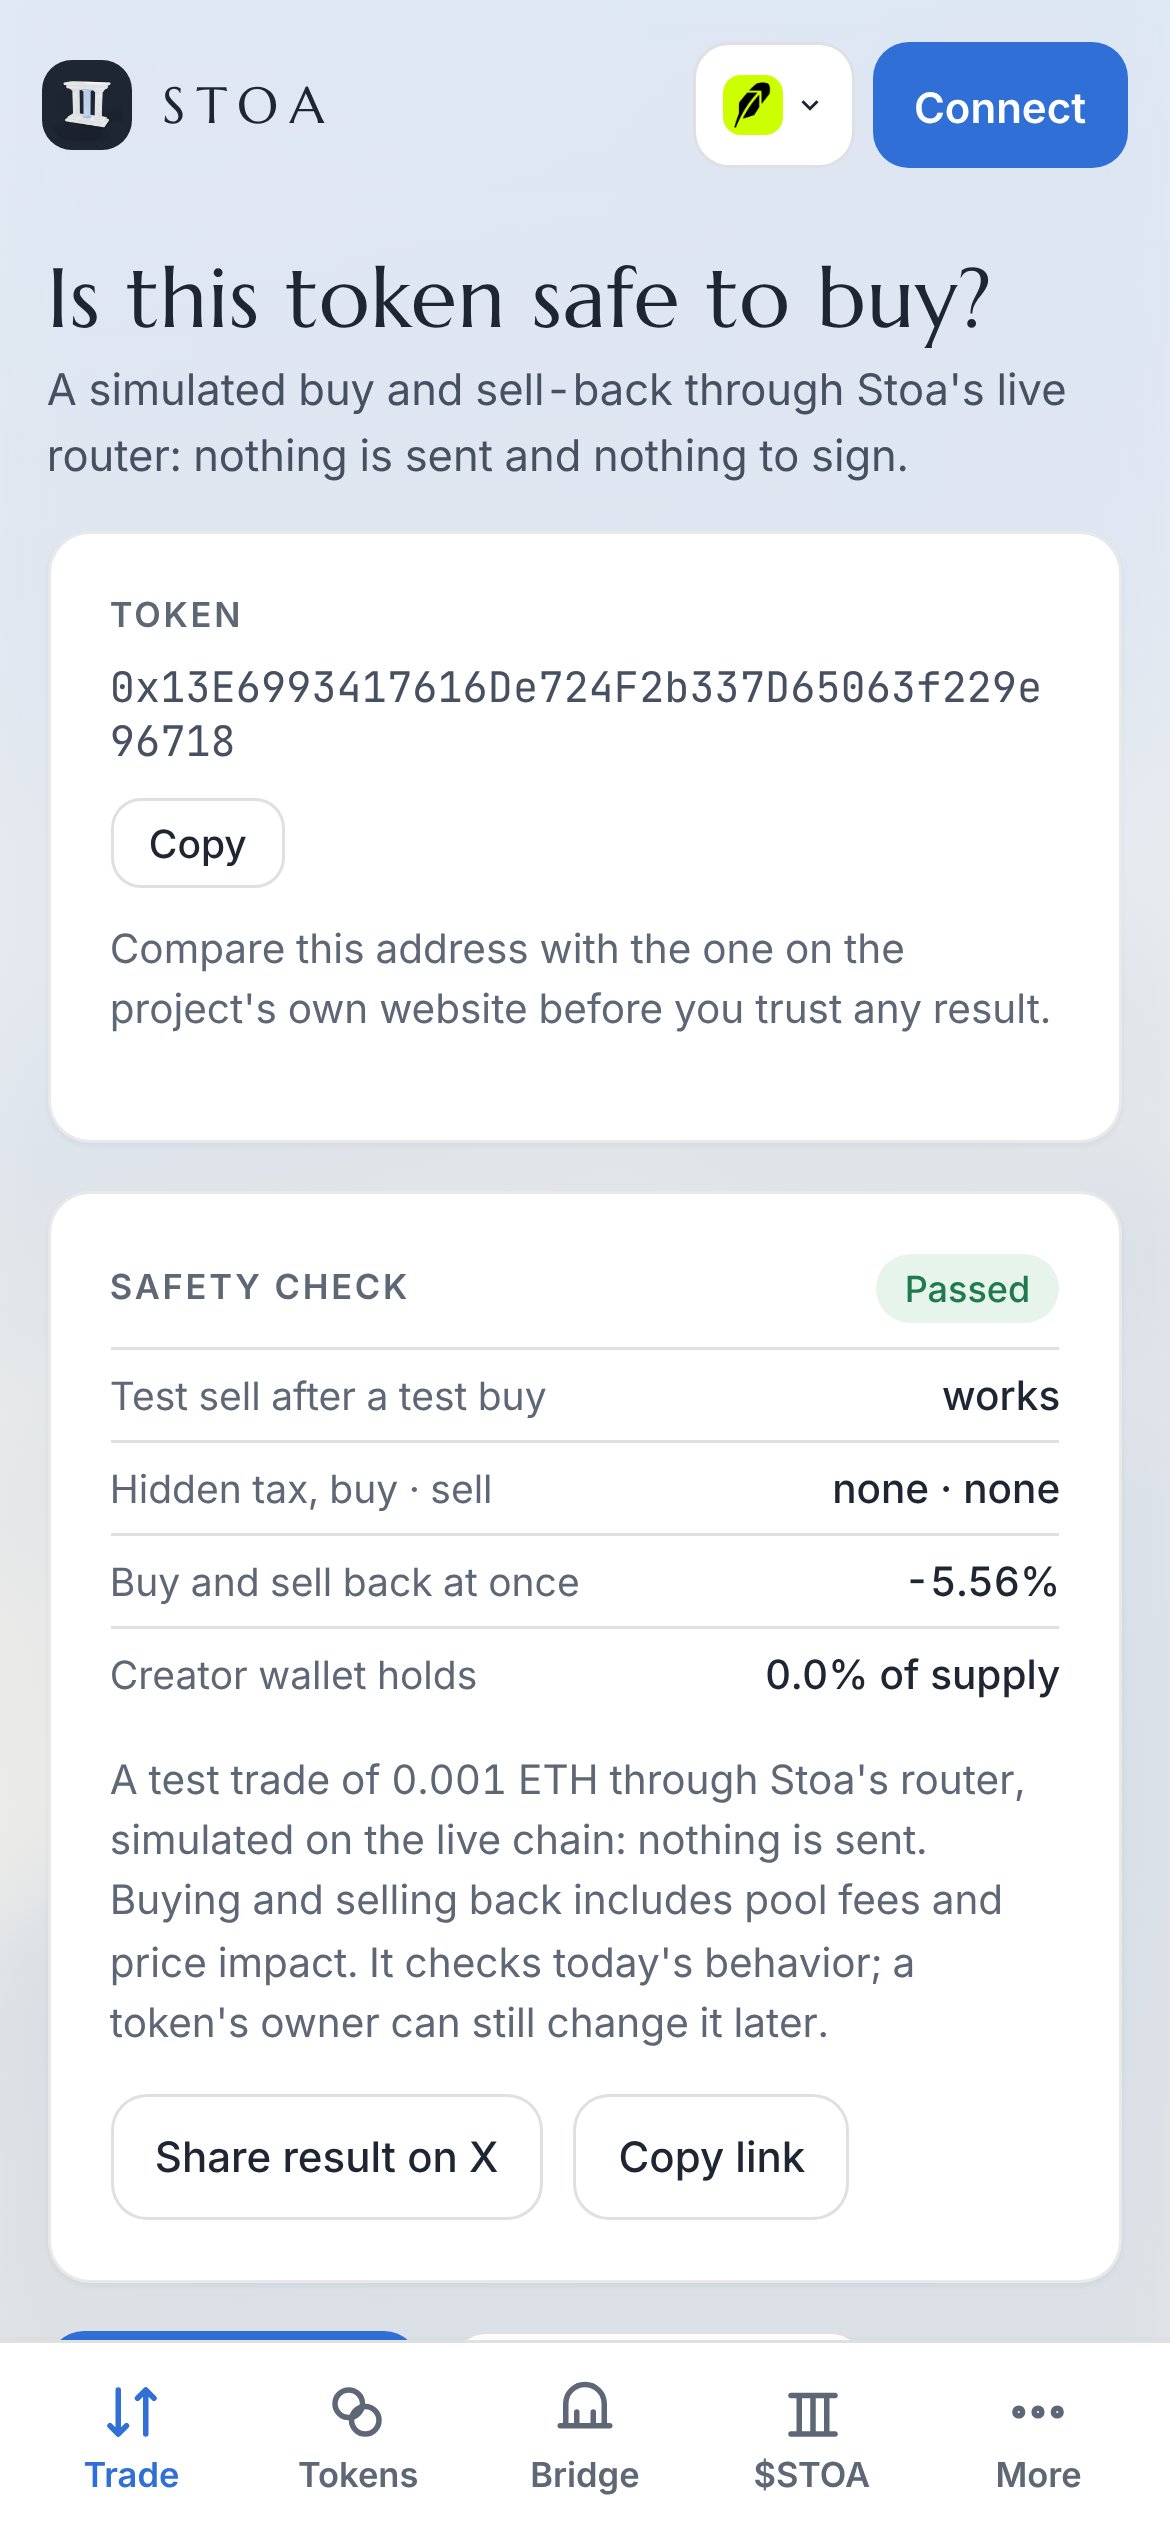 STOA
Connect
Is this token safe to buy?
A simulated buy and sell-back through Stoa's live
router: nothing is sent and nothing to sign.
TOKEN
0x13E6993417616De724F2b337D65063f229e
96718
Copy
Compare this address with the one on the
project's own website before you trust any result.
SAFETY CHECK
Passed
Test sell after a test buy
works
Hidden tax, buy · sell
none · none
Buy and sell back at once
-5.56%
Creator wallet holds
0.0% of supply
A test trade of 0.001 ETH through Stoa's router,
simulated on the live chain: nothing is sent.
Buying and selling back includes pool fees and
price impact. It checks today's behavior; a
token's owner can still change it later.
Share result on X
Copy link
Trade
Tokens
Bridge
$STOA
More